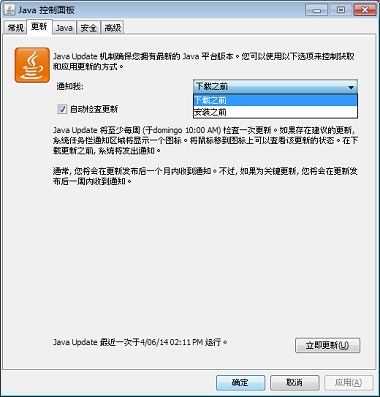 Java 控制面板
常规 更新 Java 安全 高级
Java Update 机制确保您拥有最新的 Java 平台版本。您可以使用以下选项来控制获取
和应用更新的方式。
通知我: 下载之前
下载之前
安装之前
自动检查更新
Java Update 将至少每周 (于domingo 10:00 AM) 检查一次更新。如果存在建议的更新,
系统任务栏通知区域将显示一个图标。将鼠标移到图标上可以查看该更新的状态。在下
载更新之前, 系统将发出通知。
通常, 您将会在更新发布后一个月内收到通知。不过, 如果为关键更新, 您将会在更新发
布后一周内收到通知。
Java Update 最近一次于4/06/14 02:11 PM 运行。
立即更新(U)
确定 取消 应用(A)